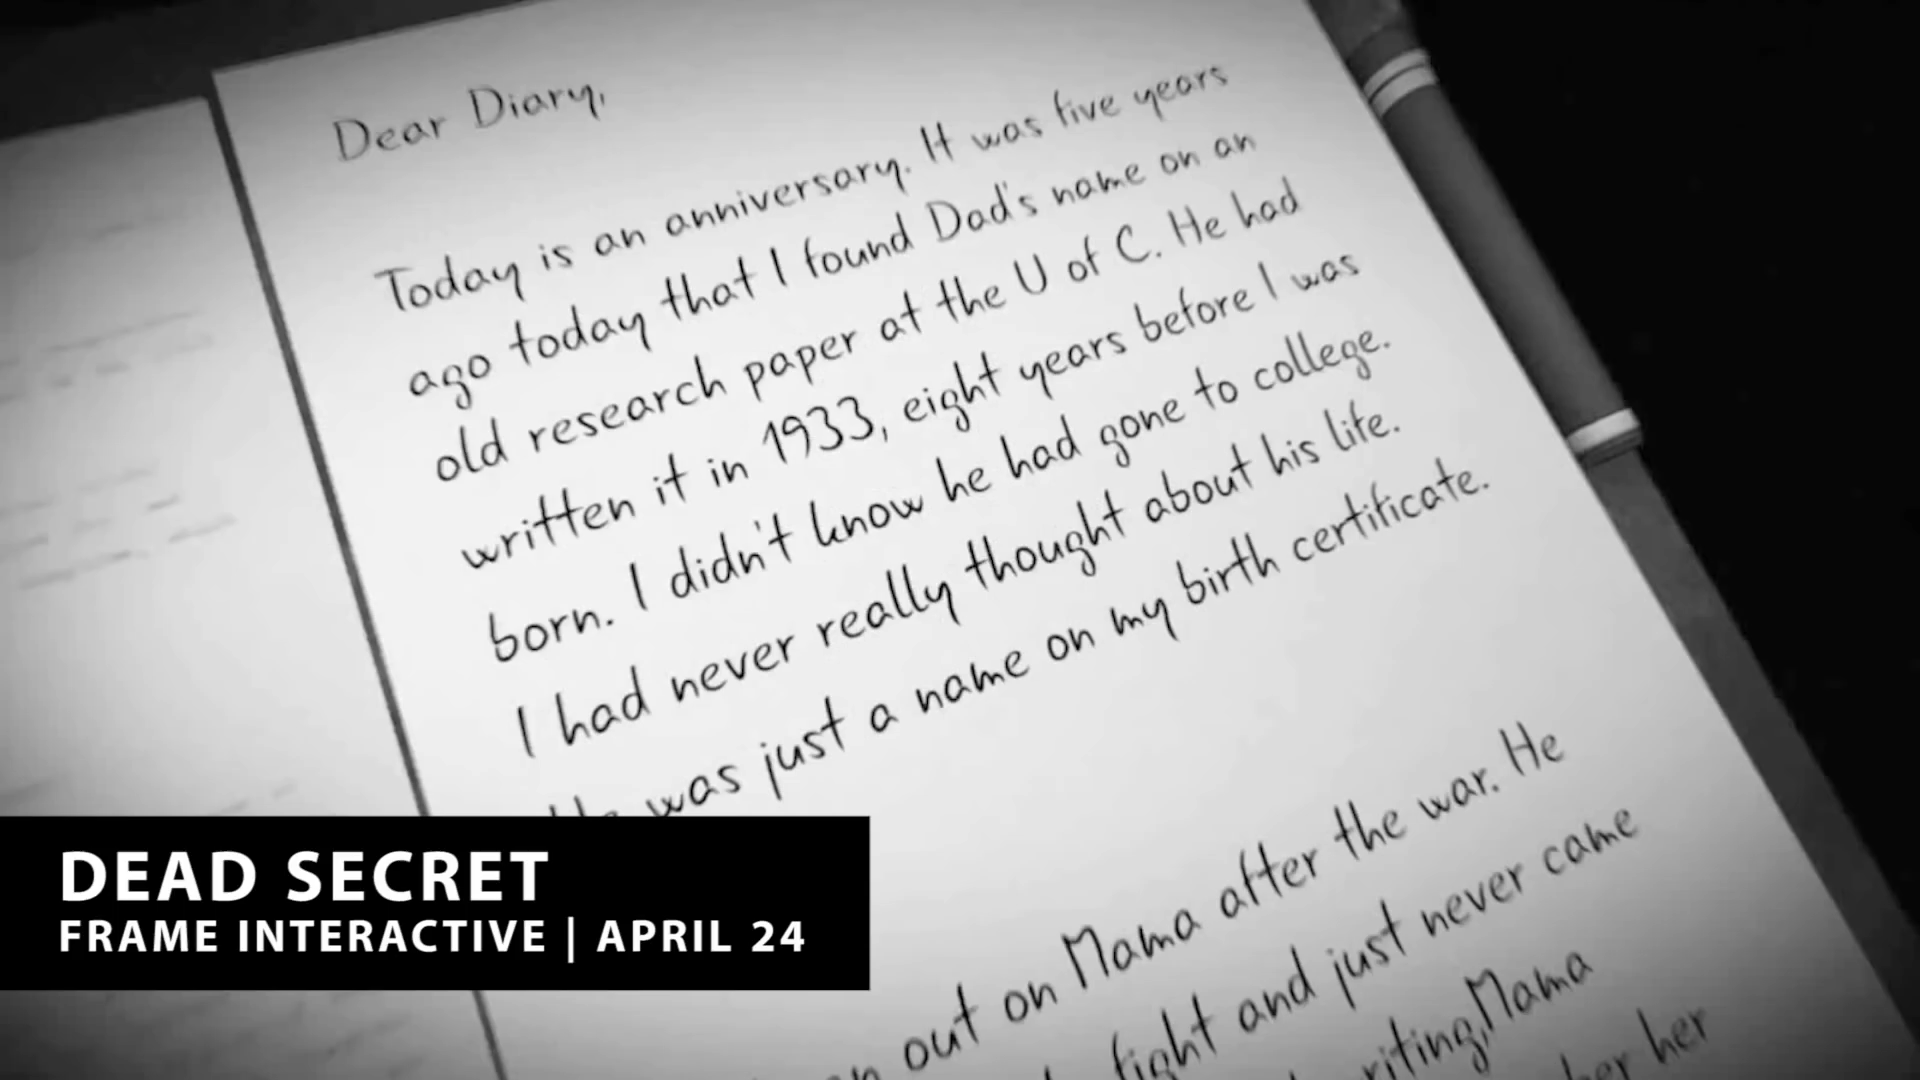 Dear Diary,
Today is an anniversary. It was five years
ago today that I found Dad's name on an
old research paper at the U of C. He had
written it in 1933, eight years before I was
born. I didn't know he had gone to college.
I had never really thought about his life.
He was just a name on my birth certificate.
out on Mama after the war. He
fight and just never came
Mama
her
DEAD SECRET
FRAME INTERACTIVE | APRIL 24